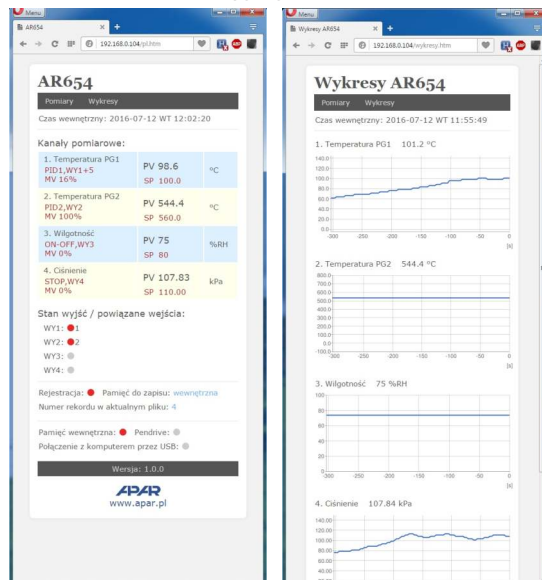 Menu
AR654
192.168.0.104/pl.htm
AR654
Pomiary Wykresy
Czas wewnętrzny: 2016-07-12 WT 12:02:20
Kanały pomiarowe:
1. Temperatura PG1
PID1,WY1+5
MV 16%
PV 98.6
SP 100.0
ºC
2. Temperatura PG2
PID2,WY2
MV 100%
PV 544.4
SP 560.0
ºC
3. Wilgotność
ON-OFF,WY3
MV 0%
PV 75
SP 80
%RH
4. Ciśnienie
STOP,WY4
MV 0%
PV 107.83
SP 110.00
kPa
Stan wyjść / powiązane wejścia:
WY1: 1
WY2: 2
WY3:
WY4:
Rejestracja: Pamięć do zapisu: wewnętrzna
Numer rekordu w aktualnym pliku: 4
Pamięć wewnętrzna: Pendrive:
Połączenie z komputerem przez USB:
Wersja: 1.0.0
APAR
www.apar.pl
Menu
Wykresy AR654
192.168.0.104/wykresy.htm
Wykresy AR654
Pomiary Wykresy
Czas wewnętrzny: 2016-07-12 WT 11:55:49
1. Temperatura PG1 101.2 °C
140.0
120.0
100.0
80.0
60.0
40.0
20.0
0.0
-300 -250 -200 -150 -100 -50 0
[s]
2. Temperatura PG2 544.4 °C
800.0
700.0
600.0
500.0
400.0
300.0
200.0
100.0
0.0
-100.0
-300 -250 -200 -150 -100 -50 0
[s]
3. Wilgotność 75 %RH
100
80
60
40
20
0
-300 -250 -200 -150 -100 -50 0
[s]
4. Ciśnienie 107.84 kPa
140.00
120.00
100.00
80.00
60.00
40.00